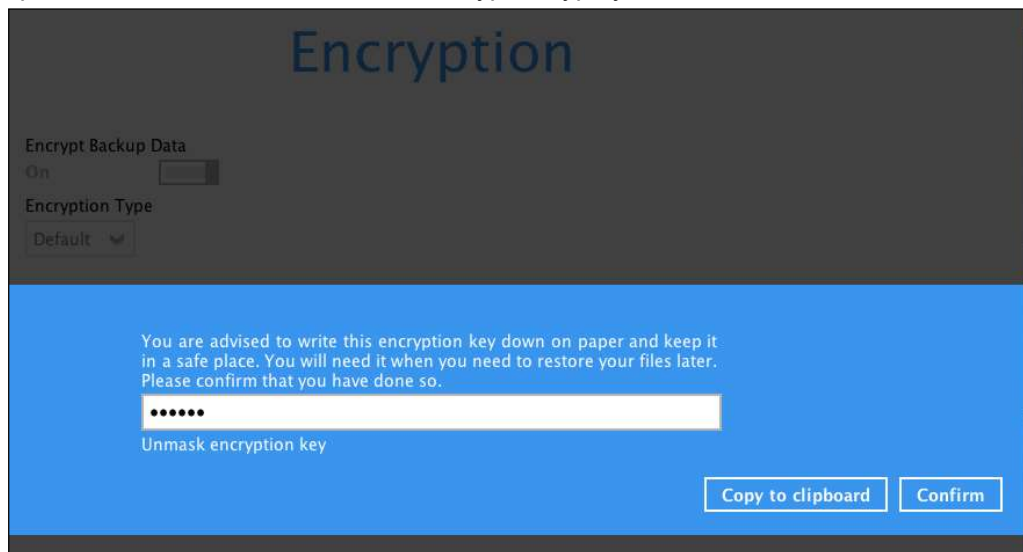 Encryption
Encrypt Backup Data
On
Encryption Type
Default
You are advised to write this encryption key down on paper and keep it
in a safe place. You will need it when you need to restore your files later.
Please confirm that you have done so.
••••••
Unmask encryption key
Copy to clipboard Confirm